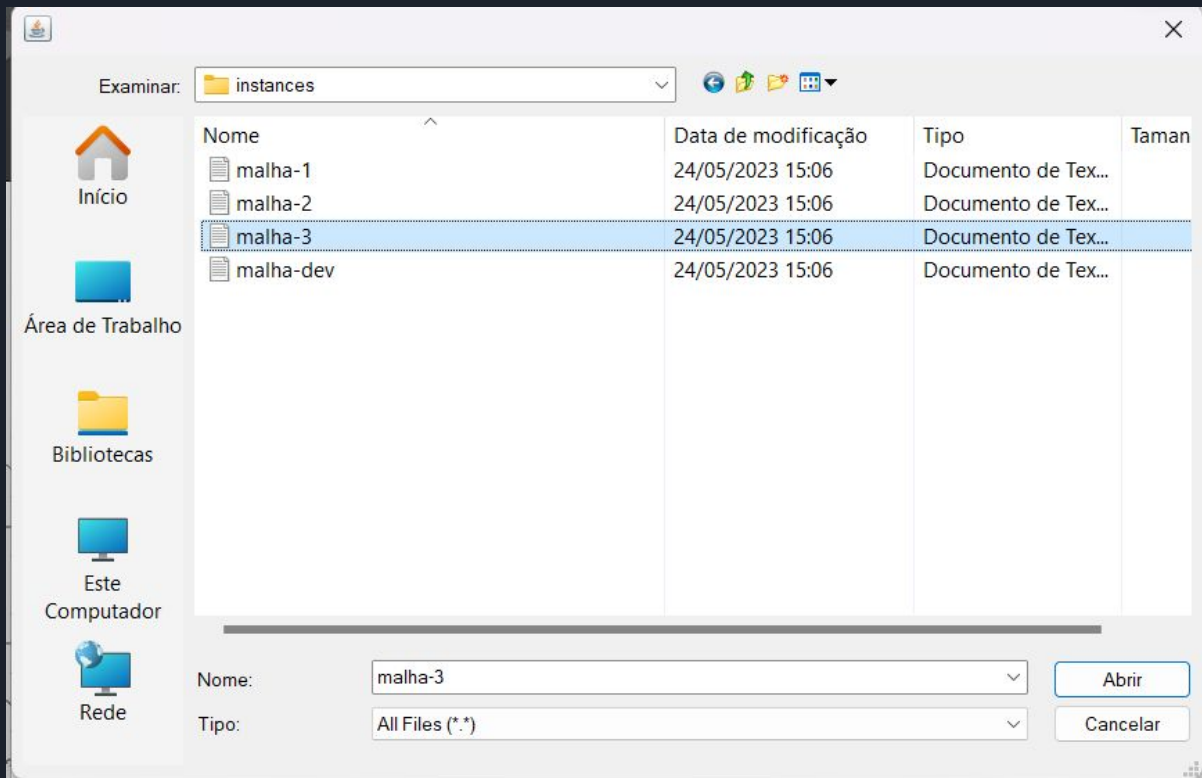 Examinar: instances
Nome Data de modificação Tipo Taman
malha-1 24/05/2023 15:06 Documento de Tex...
malha-2 24/05/2023 15:06 Documento de Tex...
malha-3 24/05/2023 15:06 Documento de Tex...
malha-dev 24/05/2023 15:06 Documento de Tex...
Início
Área de Trabalho
Bibliotecas
Este
Computador
Rede
Nome: malha-3 Abrir
Tipo: All Files (*.*) Cancelar